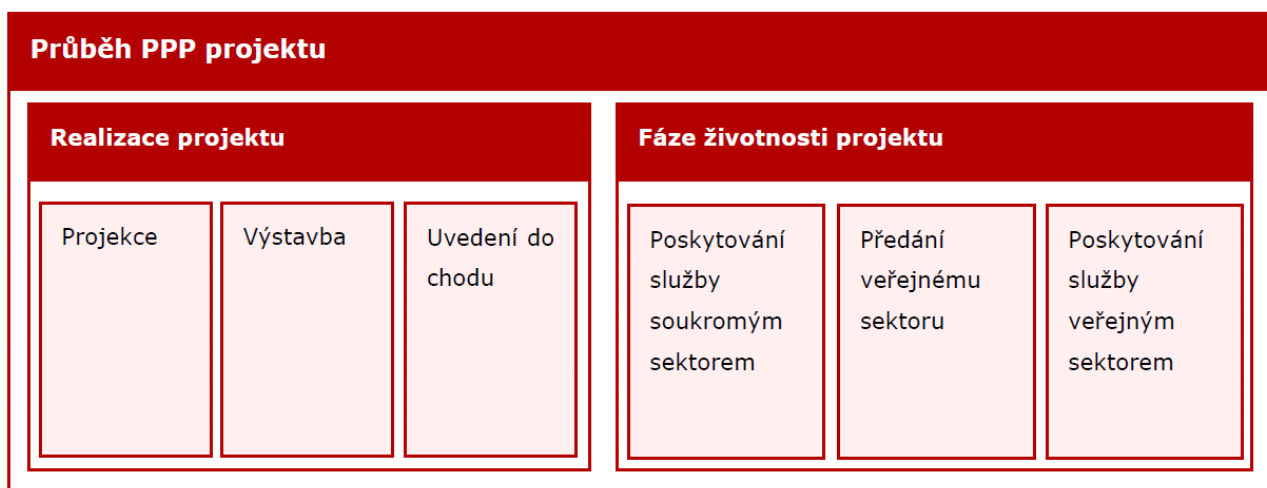 Průběh PPP projektu
Realizace projektu
Projekce
Výstavba
Uvedení do
chodu
Fáze životnosti projektu
Poskytování
služby
soukromým
sektorem
Předání
veřejnému
sektoru
Poskytování
služby
veřejným
sektorem